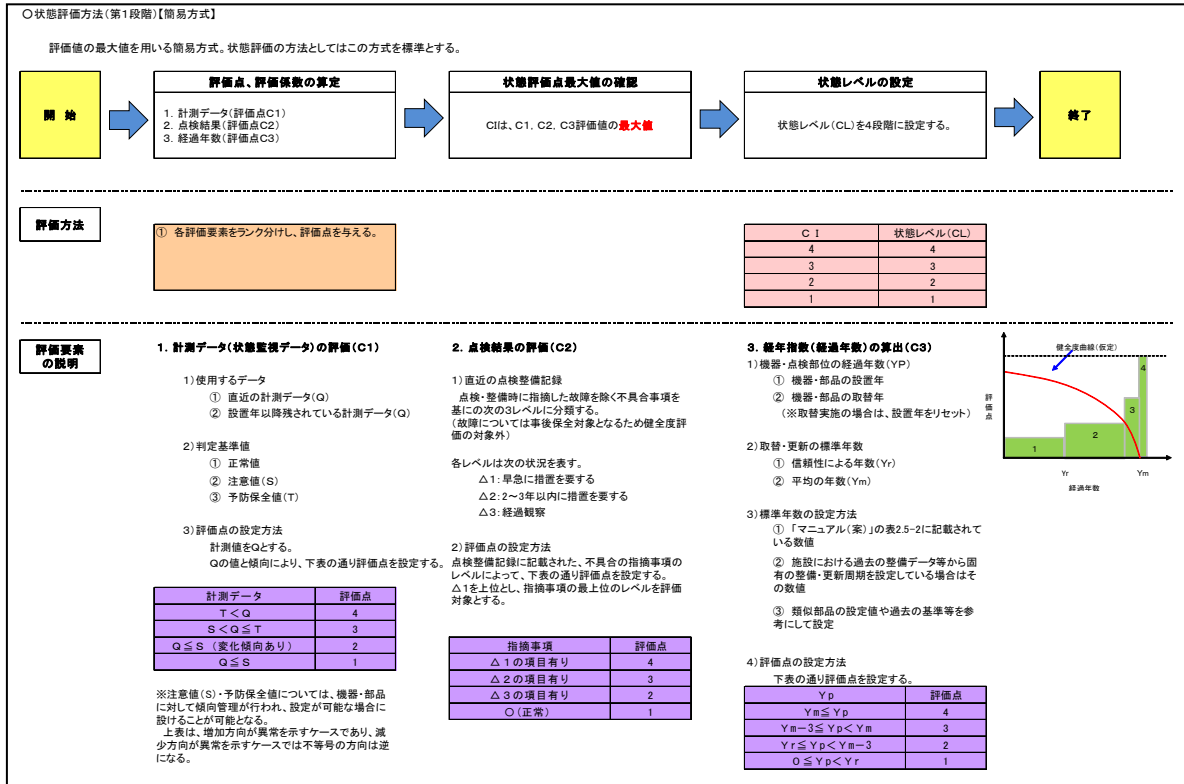 〇状態評価方法(第1段階)【簡易方式】
評価値の最大値を用いる簡易方式。状態評価の方法としてはこの方式を標準とする。
開 始
評価点、評価係数の算定
1. 計測データ(評価点C1)
2. 点検結果(評価点C2)
3. 経過年数(評価点C3)
状態評価点最大値の確認
CIは、C1, C2, C3評価値の最大値
状態レベルの設定
状態レベル(CL)を4段階に設定する。
終了
評価方法
① 各評価要素をランク分けし、評価点を与える。
C I 状態レベル(CL)
4 4
3 3
2 2
1 1
評価要素
の説明
1. 計測データ(状態監視データ)の評価(C1)
1)使用するデータ
① 直近の計測データ(Q)
② 設置年以降残されている計測データ(Q)
2)判定基準値
① 正常値
② 注意値(S)
③ 予防保全値(T)
3)評価点の設定方法
計測値をQとする。
Qの値と傾向により、下表の通り評価点を設定する。
計測データ 評価点
T<Q 4
S<Q≦T 3
Q≦S (変化傾向あり) 2
Q≦S 1
※注意値(S)・予防保全値については、機器・部品
に対して傾向管理が行われ、設定が可能な場合に
設けることが可能となる。
上表は、増加方向が異常を示すケースであり、減
少方向が異常を示すケースでは不等号の方向は逆
になる。
2. 点検結果の評価(C2)
1)直近の点検整備記録
点検・整備時に指摘した故障を除く不具合事項を
基にの次の3レベルに分類する。
(故障については事後保全対象となるため健全度評
価の対象外)
各レベルは次の状況を表す。
△1:早急に措置を要する
△2:2~3年以内に措置を要する
△3:経過観察
2)評価点の設定方法
点検整備記録に記載された、不具合の指摘事項の
レベルによって、下表の通り評価点を設定する。
△1を上位とし、指摘事項の最上位のレベルを評価
対象とする。
指摘事項 評価点
△1の項目有り 4
△2の項目有り 3
△3の項目有り 2
○(正常) 1
3. 経年指数(経過年数)の算出(C3)
1)機器・点検部位の経過年数(YP)
① 機器・部品の設置年
② 機器・部品の取替年
(※取替実施の場合は、設置年をリセット)
2)取替・更新の標準年数
① 信頼性による年数(Yr)
② 平均の年数(Ym)
3)標準年数の設定方法
① 「マニュアル(案)」の表2.5-2に記載されて
いる数値
② 施設における過去の整備データ等から固
有の整備・更新周期を設定している場合はそ
の数値
③ 類似部品の設定値や過去の基準等を参
考にして設定
4)評価点の設定方法
下表の通り評価点を設定する。
Yp 評価点
Ym≦Yp 4
Ym-3≦Yp<Ym 3
Yr≦Yp<Ym-3 2
0≦Yp<Yr 1
健全度曲線(仮定)
評価点
1
2
3
4
Yr
Ym
経過年数